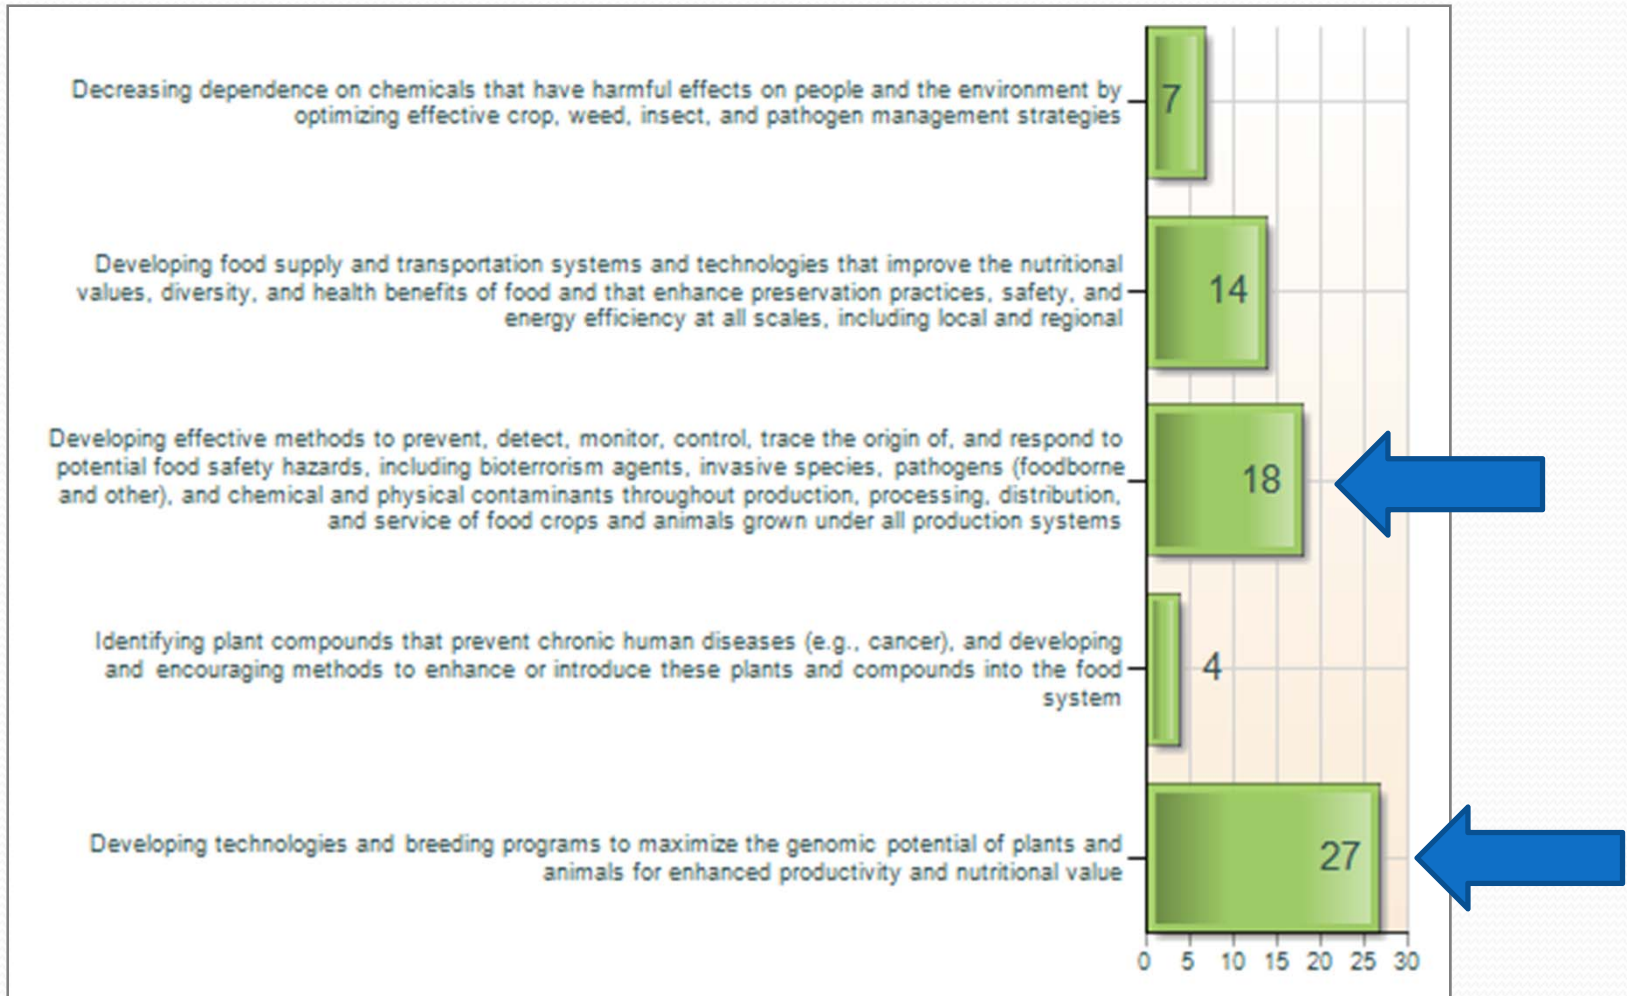 Decreasing dependence on chemicals that have harmful effects on people and the environment by
optimizing effective crop, weed, insect, and pathogen management strategies
7
Developing food supply and transportation systems and technologies that improve the nutritional
values, diversity, and health benefits of food and that enhance preservation practices, safety, and
energy efficiency at all scales, including local and regional
14
Developing effective methods to prevent, detect, monitor, control, trace the origin of, and respond to
potential food safety hazards, including bioterrorism agents, invasive species, pathogens (foodborne
and other), and chemical and physical contaminants throughout production, processing, distribution,
and service of food crops and animals grown under all production systems
18
Identifying plant compounds that prevent chronic human diseases (e.g., cancer), and developing
and encouraging methods to enhance or introduce these plants and compounds into the food
system
4
Developing technologies and breeding programs to maximize the genomic potential of plants and
animals for enhanced productivity and nutritional value
27
0 5 10 15 20 25 30